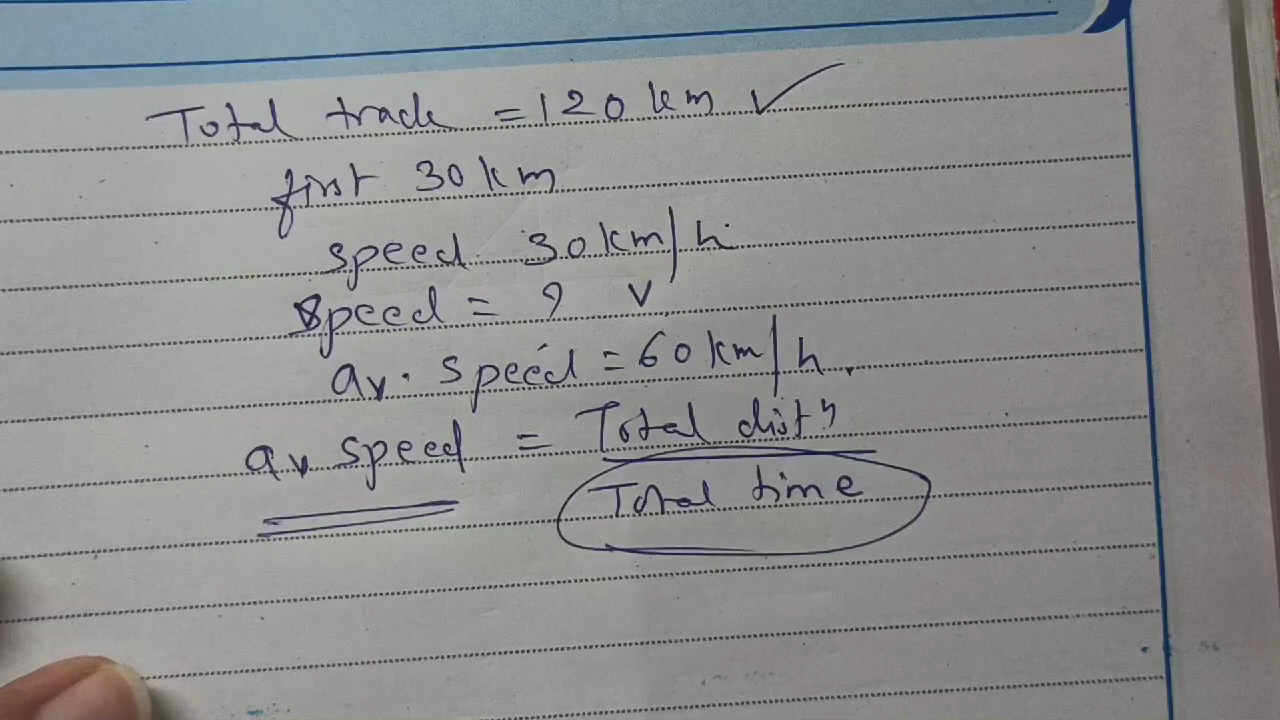 Total track = 120 km ✓
first 30 km
speed 30 km/h
Speed = ? V
av. speed = 60 km/h.
av speed = Total distn
Total time